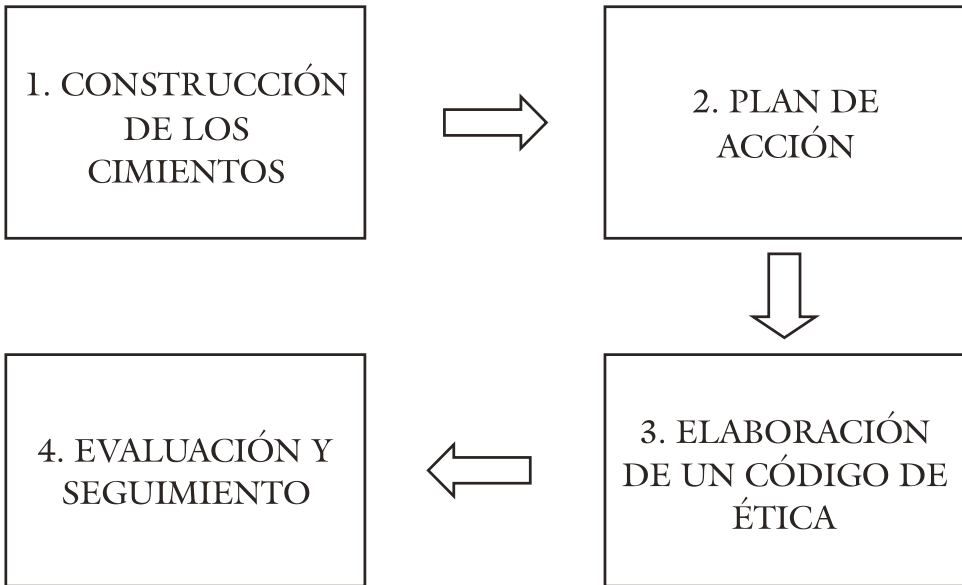 1. CONSTRUCCIÓN
DE LOS
CIMIENTOS
2. PLAN DE
ACCIÓN
3. ELABORACIÓN
DE UN CÓDIGO DE
ÉTICA
4. EVALUACIÓN Y
SEGUIMIENTO